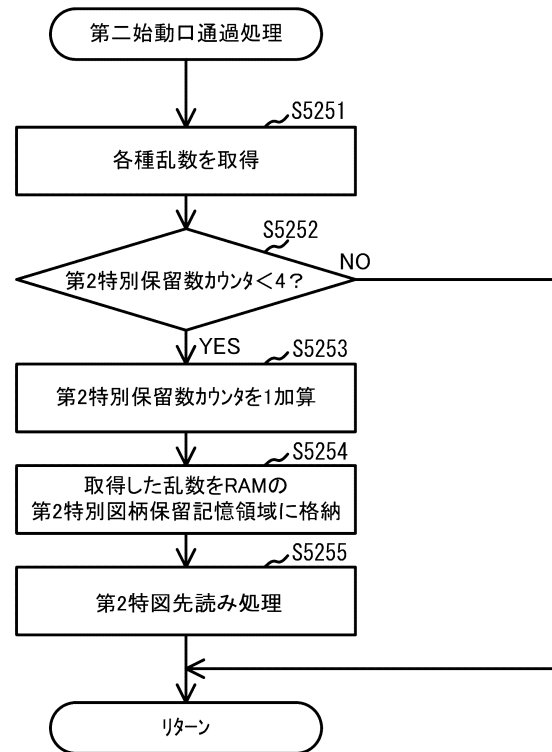 第二始動口通過処理
S5251
各種乱数を取得
S5252
第2特別保留数カウンタ<4?
NO
YES
S5253
第2特別保留数カウンタを1加算
S5254
取得した乱数をRAMの
第2特別図柄保留記憶領域に格納
S5255
第2特図先読み処理
リターン